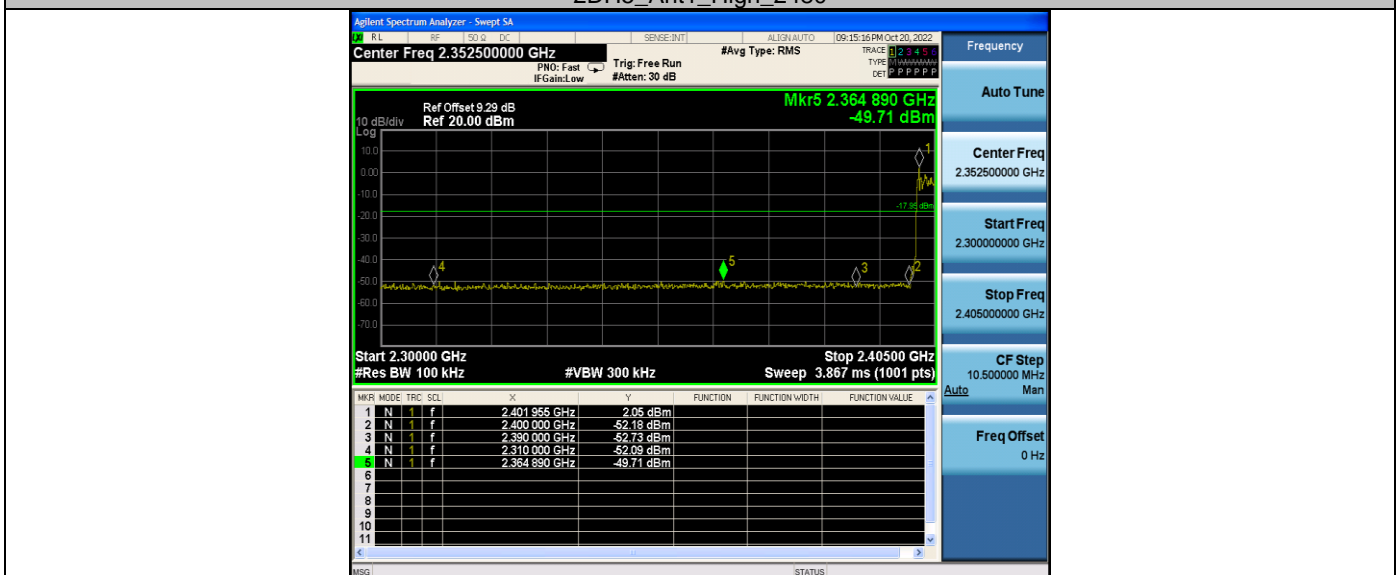 Agilent Spectrum Analyzer - Swept SA
RL RF 50 Ω DC SENSE:INT ALIGN AUTO 09:15:16 PM Oct 20, 2022
Center Freq 2.352500000 GHz #Avg Type: RMS TRACE 1 2 3 4 5 6
PNO: Fast Trig: Free Run TYPE M
IFGain:Low #Atten: 30 dB DET P P P P P P
Frequency
Auto Tune
Mkr5 2.364 890 GHz
-49.71 dBm
Ref Offset 9.29 dB
10 dB/div Ref 20.00 dBm
Log
10.0
0.00
-10.0
-20.0
-30.0
-40.0
-50.0
-60.0
-70.0
1
-17.95 dBm
4
5
3
2
Start 2.30000 GHz Stop 2.40500 GHz
#Res BW 100 kHz #VBW 300 kHz Sweep 3.867 ms (1001 pts)
Center Freq
2.352500000 GHz
Start Freq
2.300000000 GHz
Stop Freq
2.405000000 GHz
CF Step
10.500000 MHz
Auto Man
Freq Offset
0 Hz
MKR MODE TRC SCL X Y FUNCTION FUNCTION WIDTH FUNCTION VALUE
1 N 1 f 2.401 955 GHz 2.05 dBm
2 N 1 f 2.400 000 GHz -52.18 dBm
3 N 1 f 2.390 000 GHz -52.73 dBm
4 N 1 f 2.310 000 GHz -52.09 dBm
5 N 1 f 2.364 890 GHz -49.71 dBm
6
7
8
9
10
11
MSG STATUS